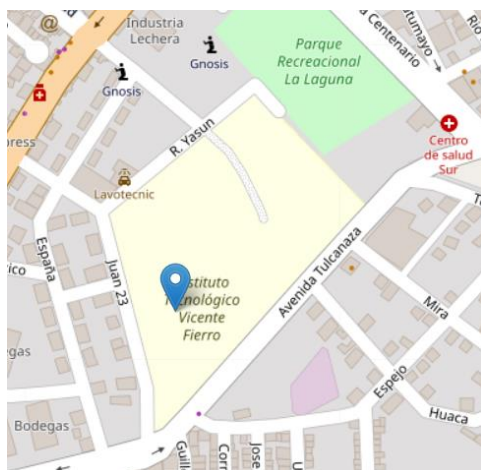 @
Industria
Lechera
Gnosis
Gnosis
Parque
Recreacional
La Laguna
Centenario
Centro
de salud
Sur
R. Yasun
Lavotecnic
España
Juan 23
Instituto
Tecnológico
Vicente
Fierro
Avenida Tulcanaza
Mira
Espejo
Huaca
Bodegas